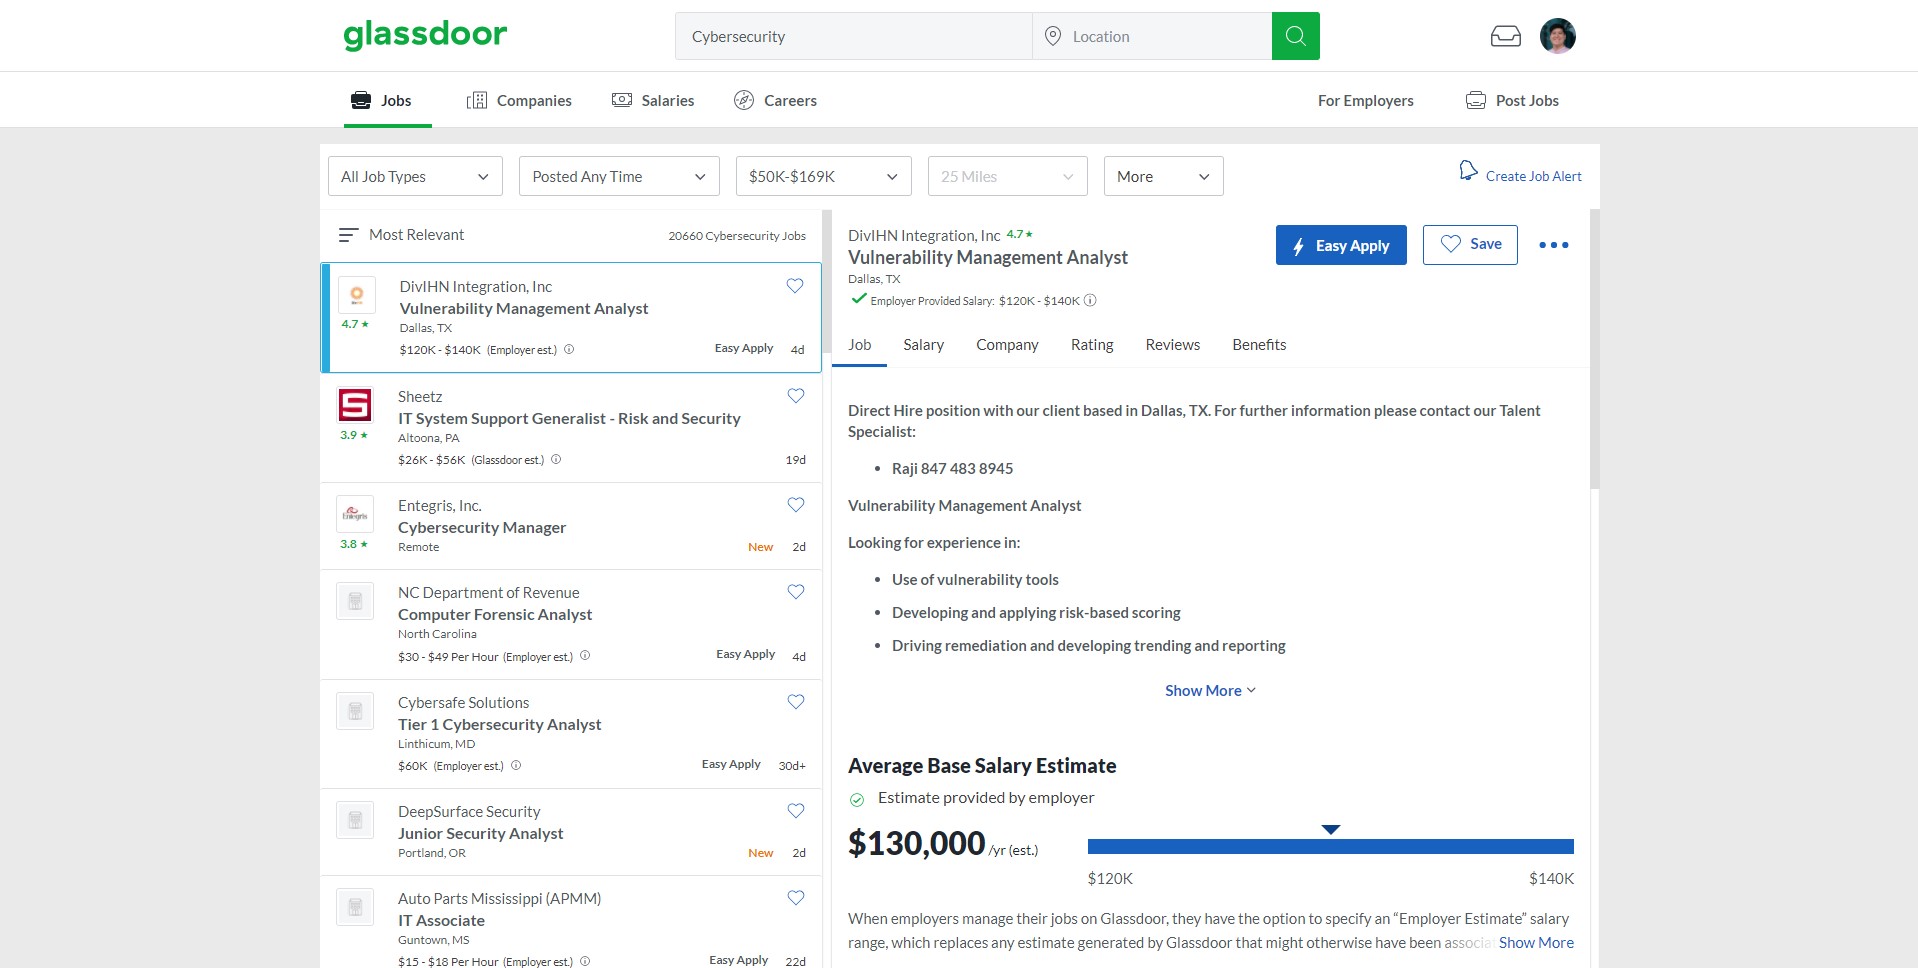 glassdoor
Cybersecurity
Location
Jobs
Companies
Salaries
Careers
For Employers
Post Jobs
All Job Types
Posted Any Time
$50K-$169K
25 Miles
More
Create Job Alert
Most Relevant
20660 Cybersecurity Jobs
DivIHN Integration, Inc
Vulnerability Management Analyst
4.7 ★
Dallas, TX
$120K - $140K (Employer est.)
Easy Apply
4d
Sheetz
IT System Support Generalist - Risk and Security
3.9 ★
Altoona, PA
$26K - $56K (Glassdoor est.)
19d
Entegris
Entegris, Inc.
Cybersecurity Manager
3.8 ★
Remote
New
2d
NC Department of Revenue
Computer Forensic Analyst
North Carolina
$30 - $49 Per Hour (Employer est.)
Easy Apply
4d
Cybersafe Solutions
Tier 1 Cybersecurity Analyst
Linthicum, MD
$60K (Employer est.)
Easy Apply
30d+
DeepSurface Security
Junior Security Analyst
Portland, OR
New
2d
Auto Parts Mississippi (APMM)
IT Associate
Guntown, MS
$15 - $18 Per Hour (Employer est.)
Easy Apply
22d
DivIHN Integration, Inc 4.7 ★
Vulnerability Management Analyst
Dallas, TX
Employer Provided Salary: $120K - $140K
Easy Apply
Save
Job
Salary
Company
Rating
Reviews
Benefits
Direct Hire position with our client based in Dallas, TX. For further information please contact our Talent
Specialist:
• Raji 847 483 8945
Vulnerability Management Analyst
Looking for experience in:
• Use of vulnerability tools
• Developing and applying risk-based scoring
• Driving remediation and developing trending and reporting
Show More
Average Base Salary Estimate
Estimate provided by employer
$130,000 /yr (est.)
$120K
$140K
When employers manage their jobs on Glassdoor, they have the option to specify an “Employer Estimate” salary
range, which replaces any estimate generated by Glassdoor that might otherwise have been associat Show More